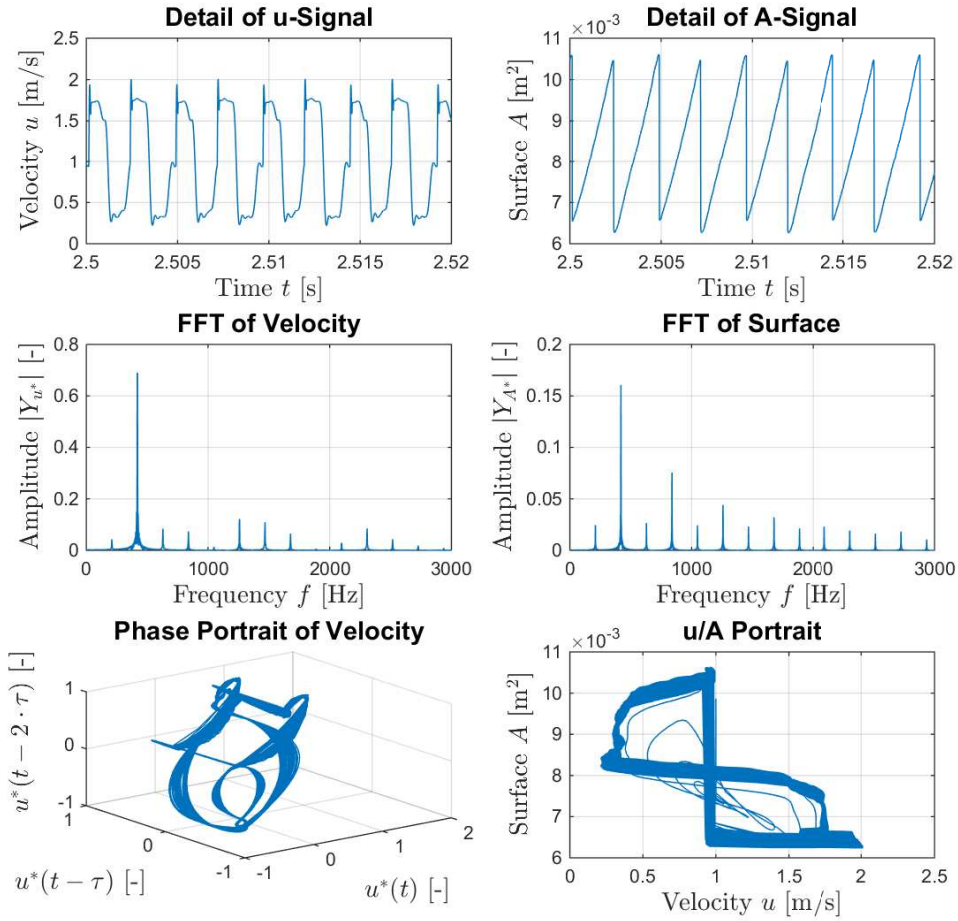 Detail of u-Signal
Velocity u [m/s]
2.5
2
1.5
1
0.5
0
2.5 2.505 2.51 2.515 2.52
Time t [s]
Detail of A-Signal
×10⁻³
Surface A [m²]
11
10
9
8
7
6
2.5 2.505 2.51 2.515 2.52
Time t [s]
FFT of Velocity
Amplitude |Y_{u*}| [-]
0.8
0.6
0.4
0.2
0
0 1000 2000 3000
Frequency f [Hz]
FFT of Surface
Amplitude |Y_{A*}| [-]
0.2
0.15
0.1
0.05
0
0 1000 2000 3000
Frequency f [Hz]
Phase Portrait of Velocity
u*(t − 2 · τ) [-]
1
0
-1
1
0
-1
-1
0
1
2
u*(t − τ) [-]
u*(t) [-]
u/A Portrait
×10⁻³
Surface A [m²]
11
10
9
8
7
6
0 0.5 1 1.5 2 2.5
Velocity u [m/s]